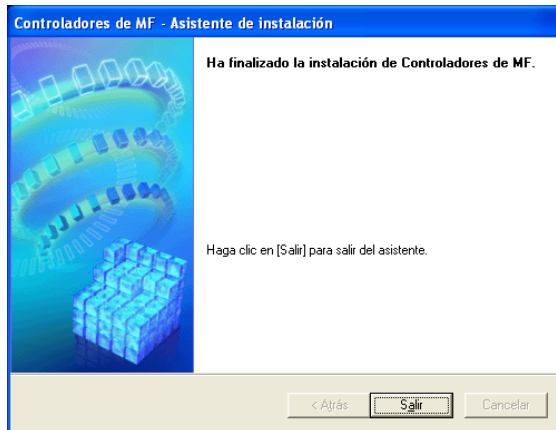 Controladores de MF - Asistente de instalación
Ha finalizado la instalación de Controladores de MF.
Haga clic en [Salir] para salir del asistente.
< Atrás
Salir
Cancelar